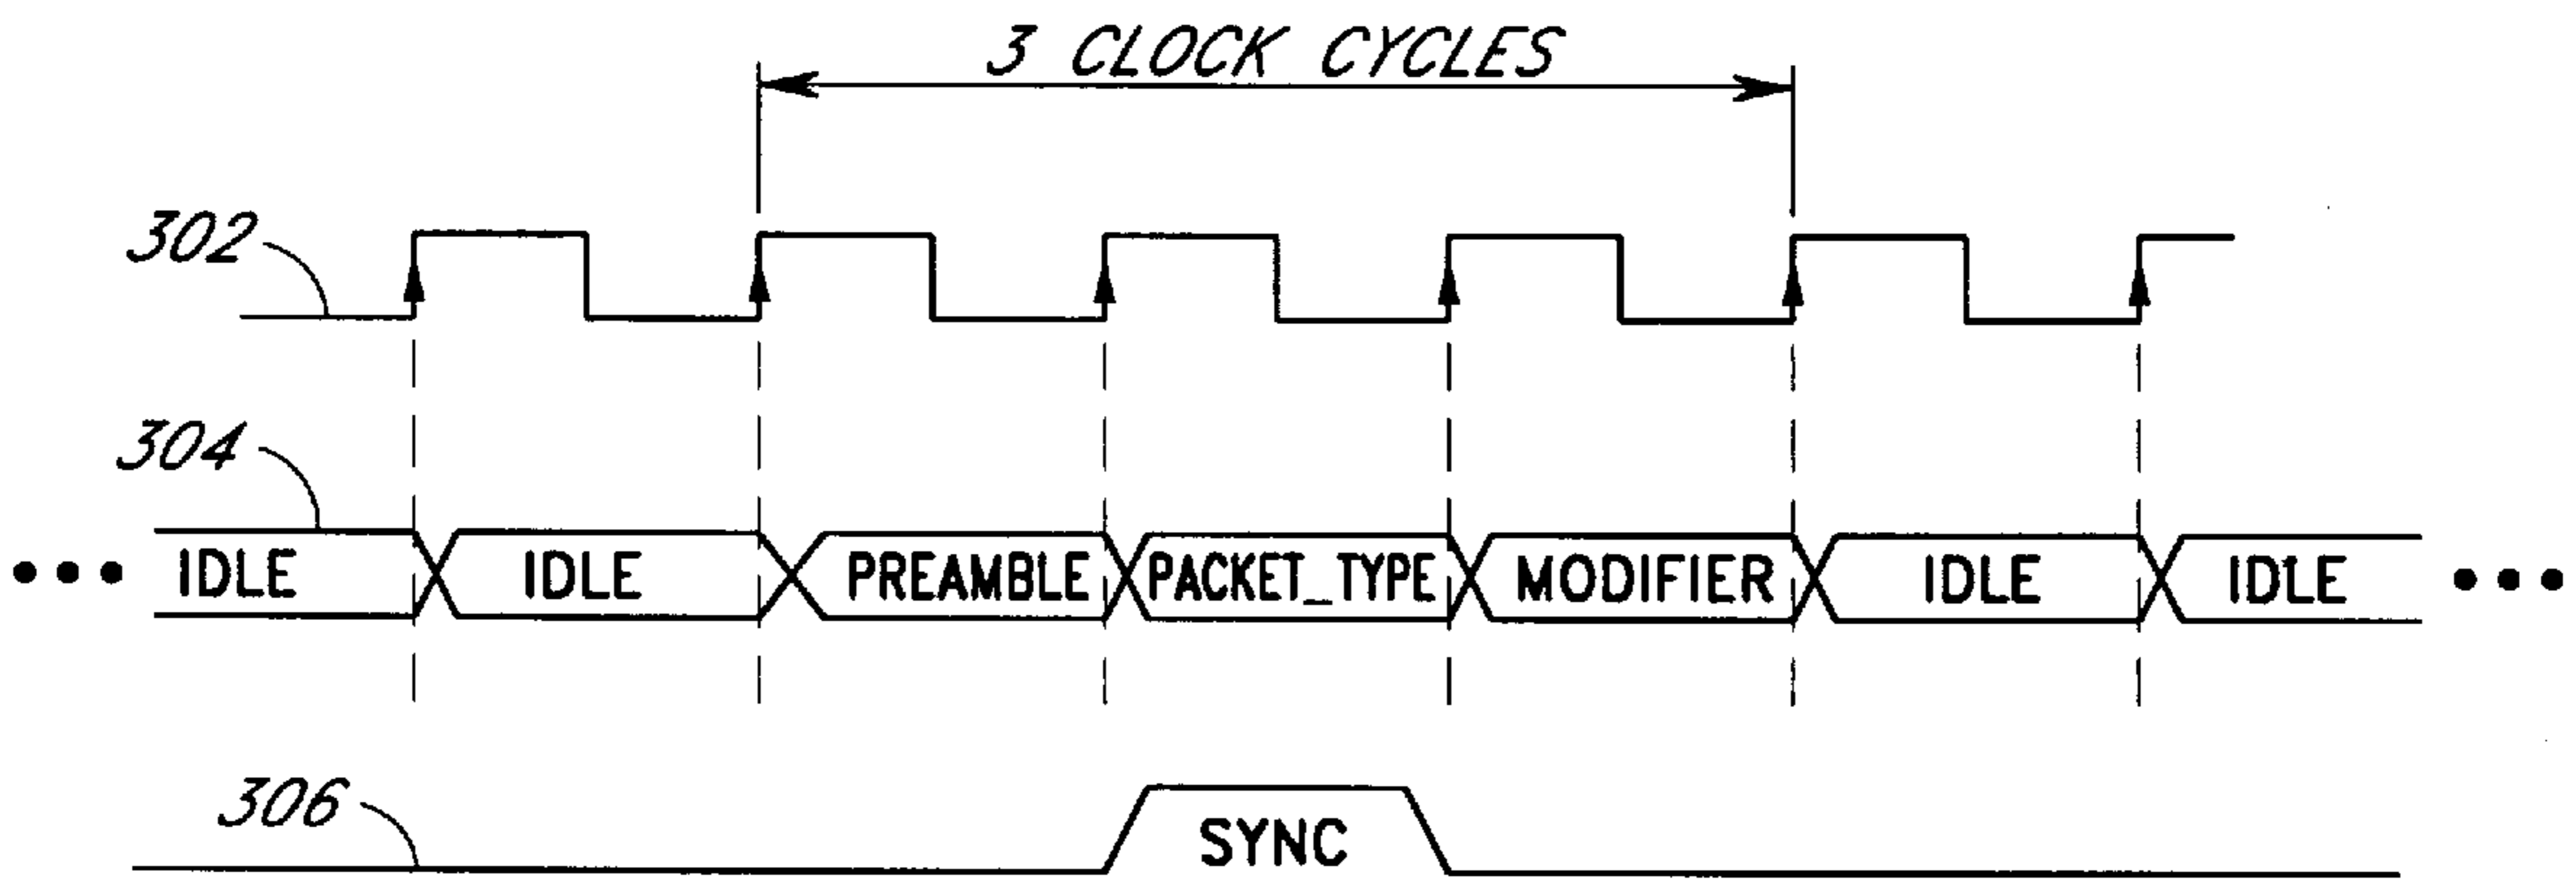 3 CLOCK CYCLES
302
304
••• IDLE IDLE PREAMBLE PACKET_TYPE MODIFIER IDLE IDLE •••
306
SYNC